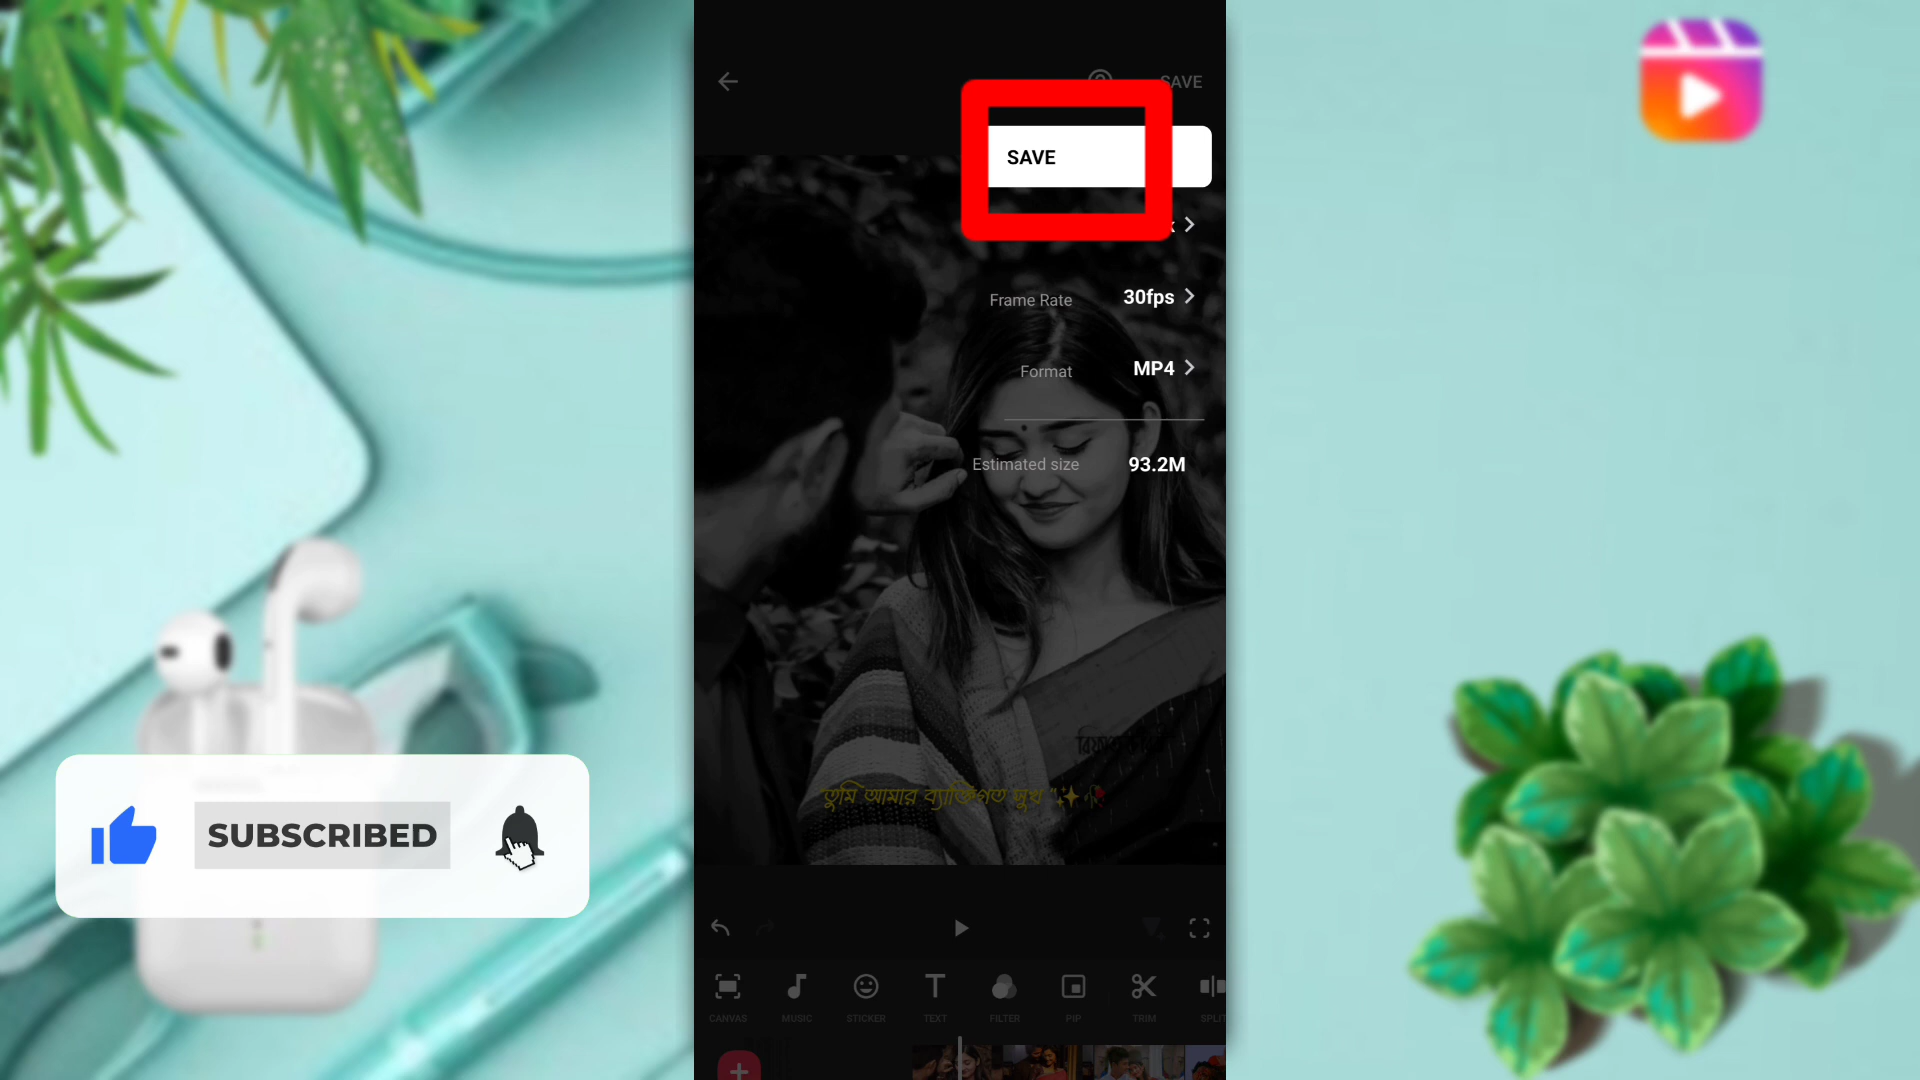 SAVE
SAVE
Frame Rate 30fps
Format MP4
Estimated size 93.2M
তুমি আমার ব্যক্তিগত সুখ
SUBSCRIBED
CANVAS MUSIC STICKER TEXT FILTER PIP TRIM SPLIT